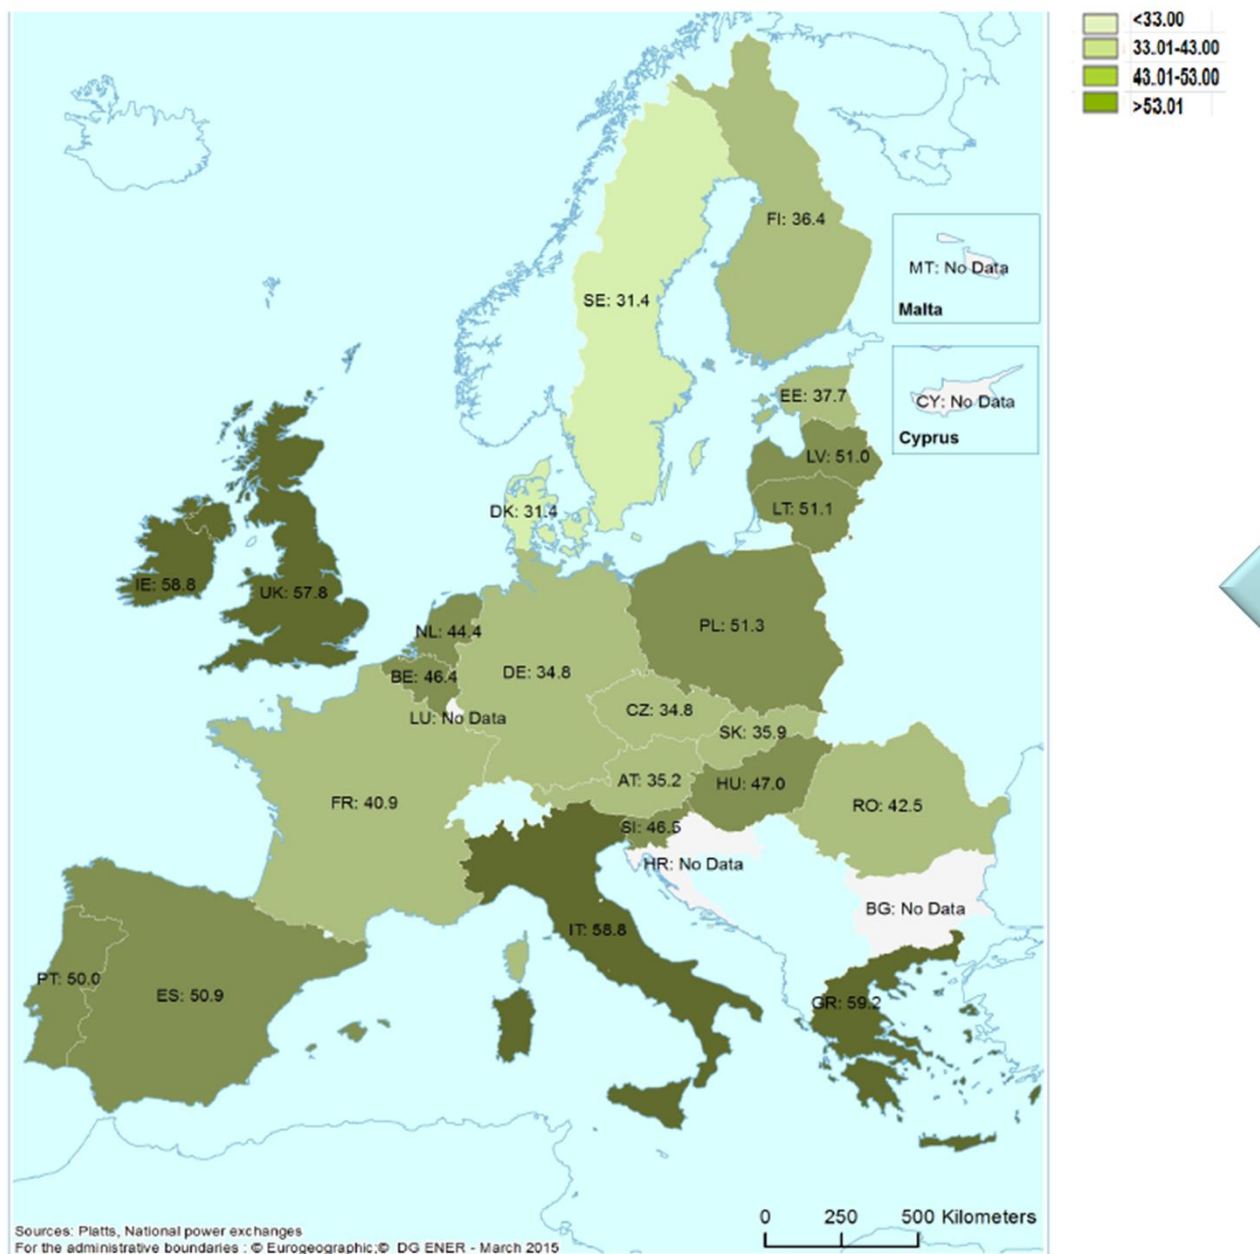 <33.00
33.01-43.00
43.01-53.00
>53.01
FI: 36.4
MT: No Data
Malta
SE: 31.4
EE: 37.7
CY: No Data
Cyprus
LV: 51.0
DK: 31.4
LT: 51.1
IE: 58.8
UK: 57.8
NL: 44.4
PL: 51.3
BE: 46.4
DE: 34.8
CZ: 34.8
LU: No Data
SK: 35.9
AT: 35.2
HU: 47.0
FR: 40.9
RO: 42.5
SI: 46.5
HR: No Data
BG: No Data
IT: 58.8
PT: 50.0
ES: 50.9
GR: 59.2
0 250 500 Kilometers
Sources: Platts, National power exchanges
For the administrative boundaries : © Eurogeographic;© DG ENER - March 2015